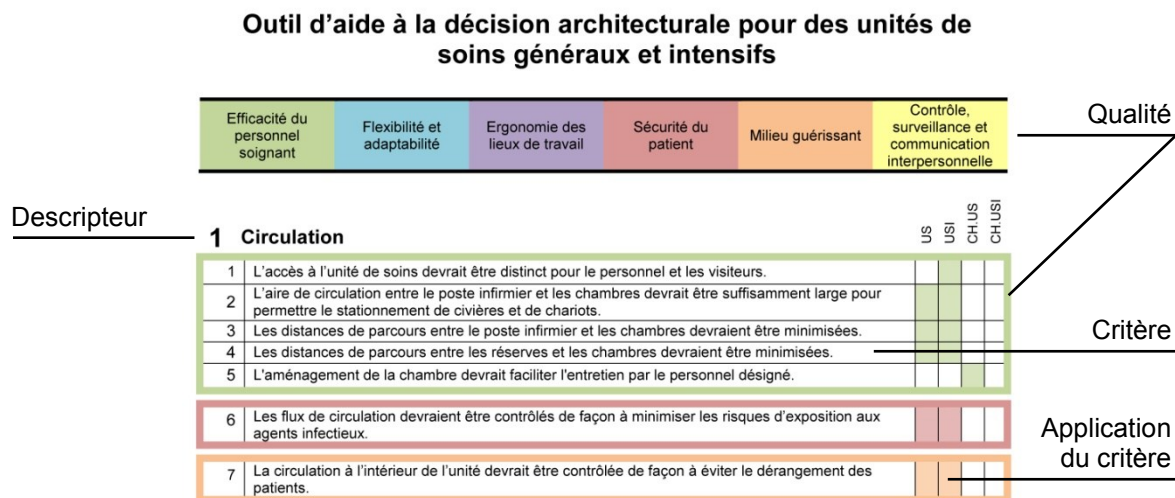 Outil d’aide à la décision architecturale pour des unités de
soins généraux et intensifs
Efficacité du
personnel
soignant
Flexibilité et
adaptabilité
Ergonomie des
lieux de travail
Sécurité du
patient
Milieu guérissant
Contrôle,
surveillance et
communication
interpersonnelle
Qualité
Descripteur
1 Circulation
US
USI
CH.US
CH.USI
1 L’accès à l’unité de soins devrait être distinct pour le personnel et les visiteurs.
2 L’aire de circulation entre le poste infirmier et les chambres devrait être suffisamment large pour
permettre le stationnement de civières et de chariots.
3 Les distances de parcours entre le poste infirmier et les chambres devraient être minimisées.
4 Les distances de parcours entre les réserves et les chambres devraient être minimisées.
Critère
5 L'aménagement de la chambre devrait faciliter l'entretien par le personnel désigné.
6 Les flux de circulation devraient être contrôlés de façon à minimiser les risques d’exposition aux
agents infectieux.
Application
du critère
7 La circulation à l’intérieur de l’unité devrait être contrôlée de façon à éviter le dérangement des
patients.